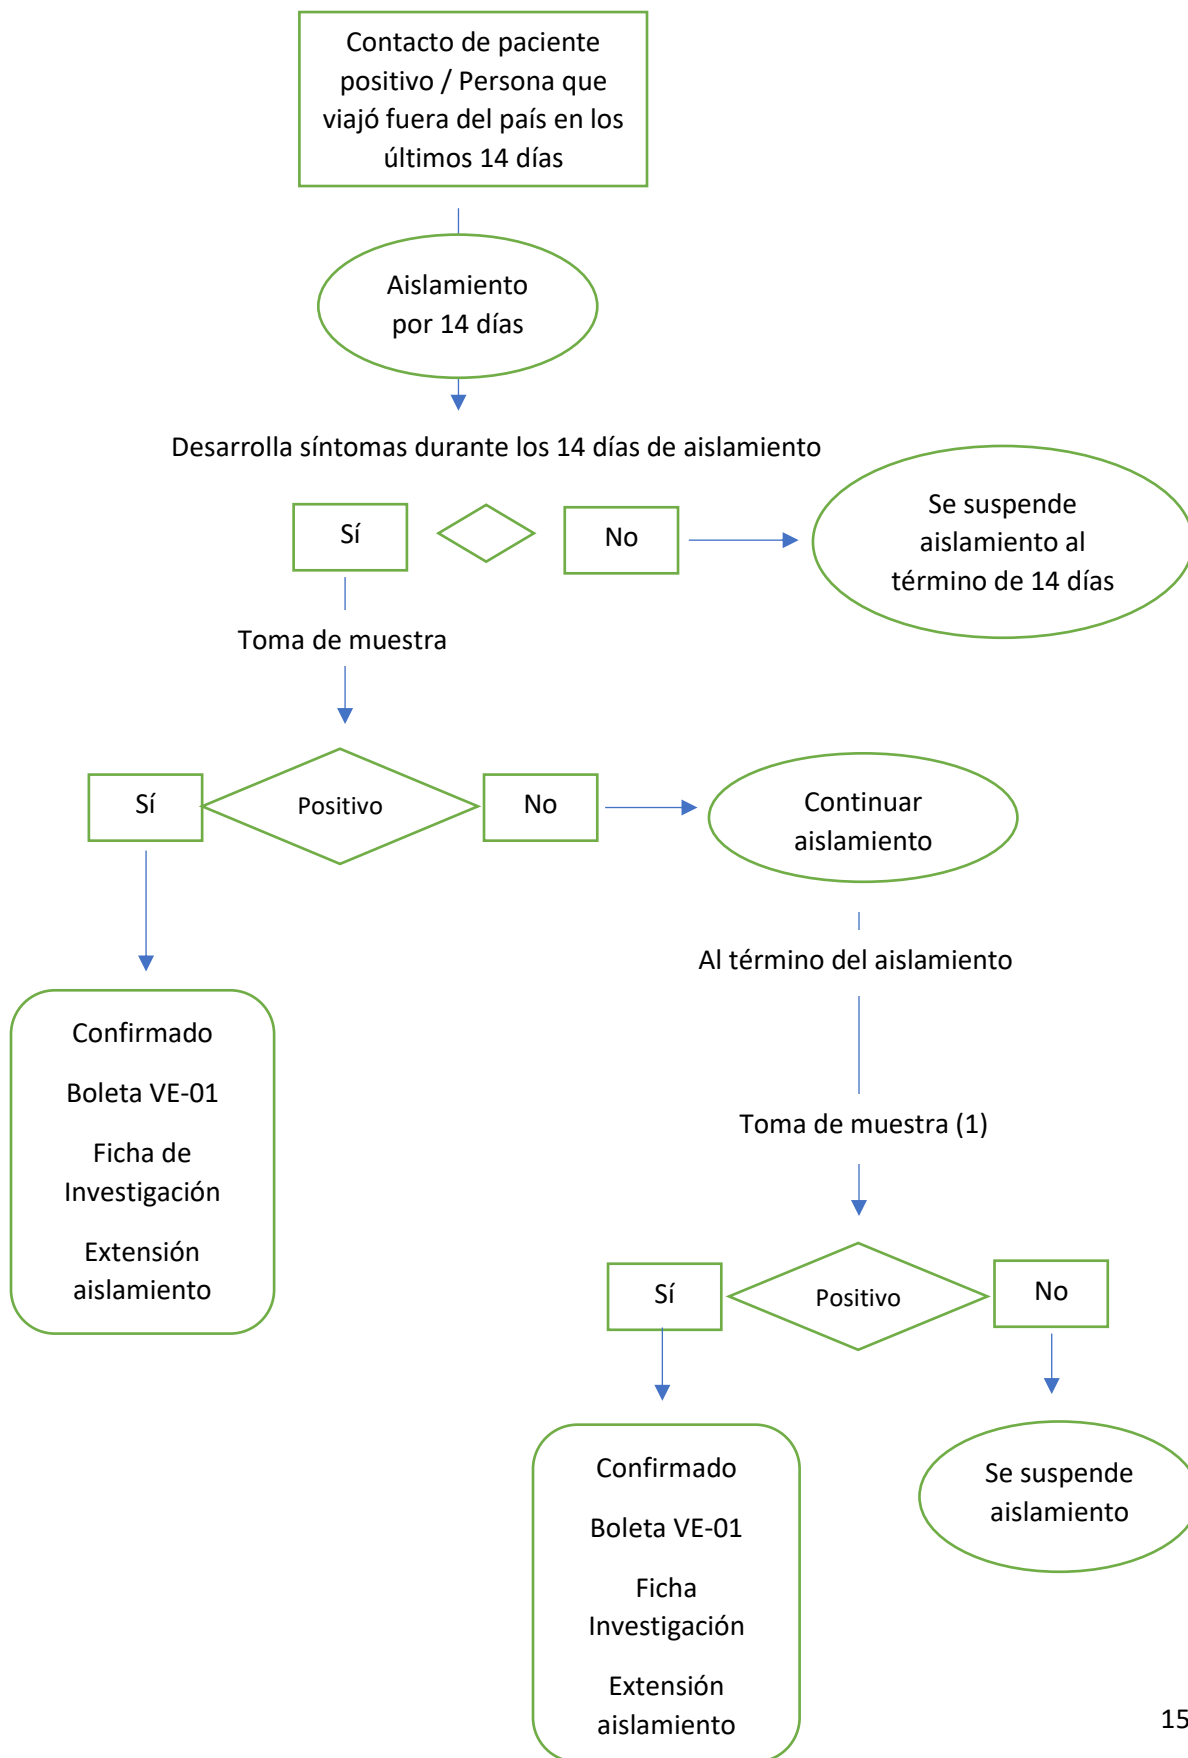 Contacto de paciente
positivo / Persona que
viajó fuera del país en los
últimos 14 días
Aislamiento
por 14 días
Desarrolla síntomas durante los 14 días de aislamiento
Sí
No
Se suspende
aislamiento al
término de 14 días
Toma de muestra
Sí
Positivo
No
Continuar
aislamiento
Al término del aislamiento
Confirmado
Boleta VE-01
Ficha de
Investigación
Extensión
aislamiento
Toma de muestra (1)
Sí
Positivo
No
Confirmado
Boleta VE-01
Ficha
Investigación
Extensión
aislamiento
Se suspende
aislamiento
15